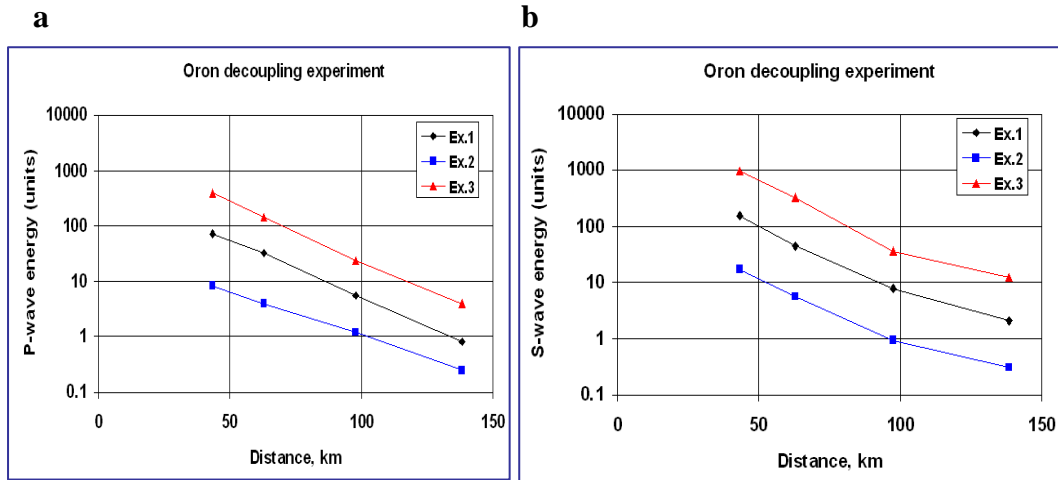 a
Oron decoupling experiment
P-wave energy (units)
10000
1000
100
10
1
0.1
0
50
100
150
Distance, km
Ex.1
Ex.2
Ex.3
b
Oron decoupling experiment
S-wave energy (units)
10000
1000
100
10
1
0.1
0
50
100
150
Distance, km
Ex.1
Ex.2
Ex.3